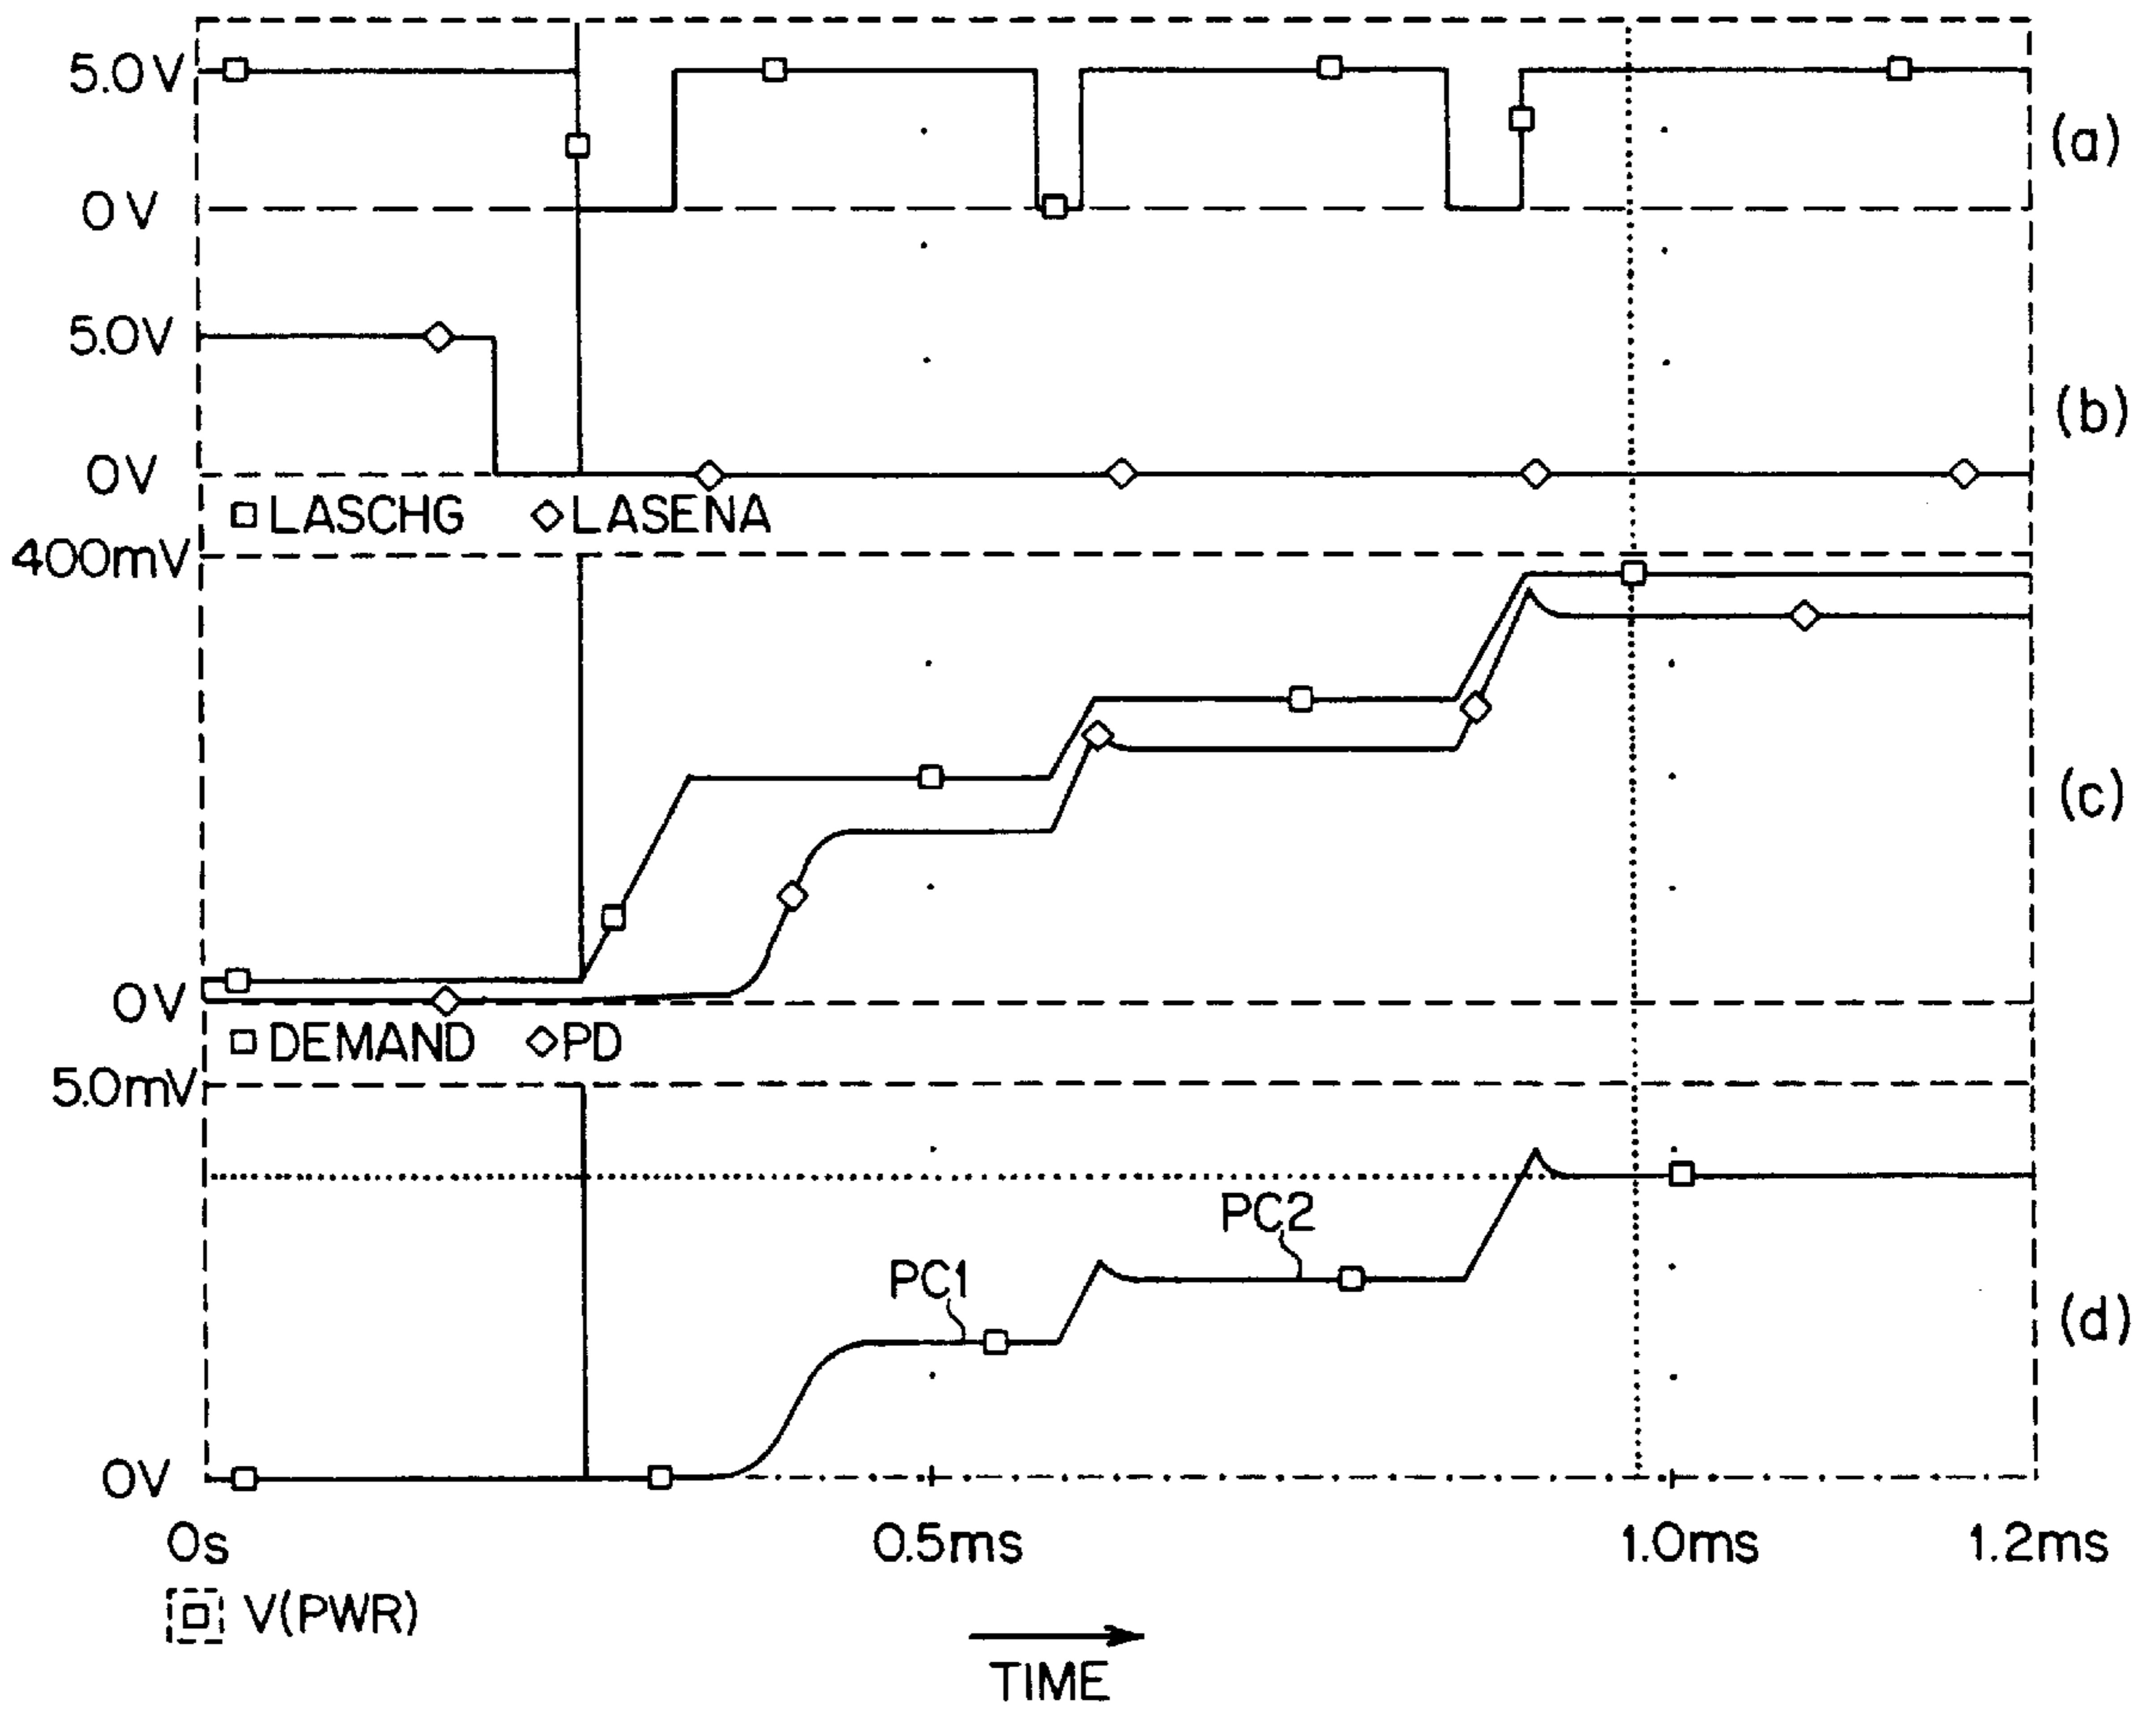 5.0V
(a)
0V
5.0V
(b)
0V
LASCHG LASENA
400mV
(c)
0V
DEMAND PD
5.0mV
PC2
PC1
(d)
0V
0s 0.5ms 1.0ms 1.2ms
V(PWR)
TIME